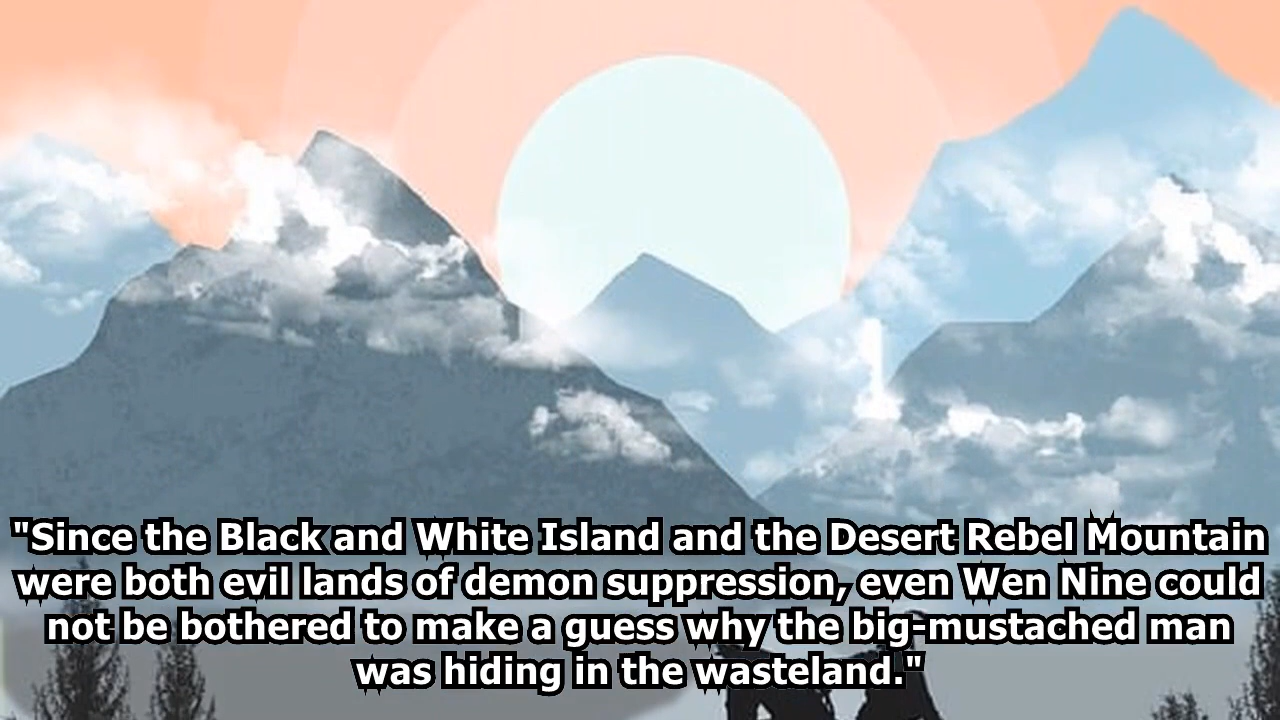 "Since the Black and White Island and the Desert Rebel Mountain
were both evil lands of demon suppression, even Wen Nine could
not be bothered to make a guess why the big-mustached man
was hiding in the wasteland."